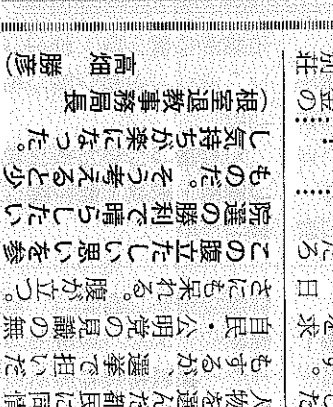 人物を選んだ都民に同情
もするが、選挙で担いだ
自民・公明党の見識の無
さにも呆れる。腹が立つ。
この腹立たしい思いを参
院選の勝利で晴らしたい
ものだ。そう考えると少
し気持ちが楽になった。
(根室退教事務局長
高畑　勝彦)